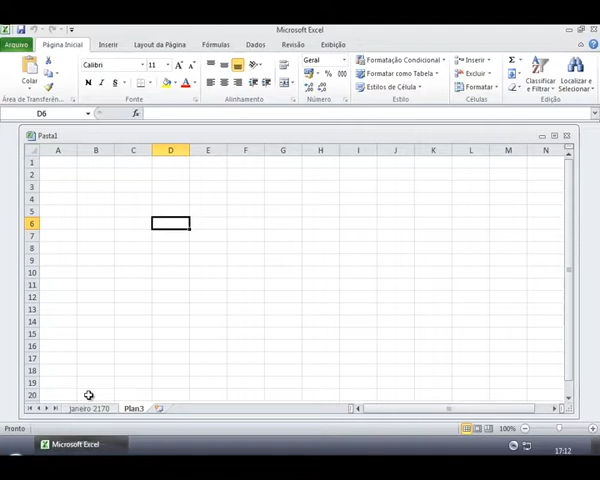 Microsoft Excel
Arquivo Página Inicial Inserir Layout da Página Fórmulas Dados Revisão Exibição
Calibri 11 Geral Formatação Condicional Inserir Σ
Colar Formatar como Tabela Excluir Classificar e Filtrar Localizar e Selecionar
N I S % 000 Estilos de Célula Formatar
Área de Transferên... Fonte Alinhamento Número Estilo Células Edição
D6 fx
Pasta1
A B C D E F G H I J K L M N
1
2
3
4
5
6
7
8
9
10
11
12
13
14
15
16
17
18
19
20
Janeiro 2170 Plan3
Pronto 100%
Microsoft Excel 17:12